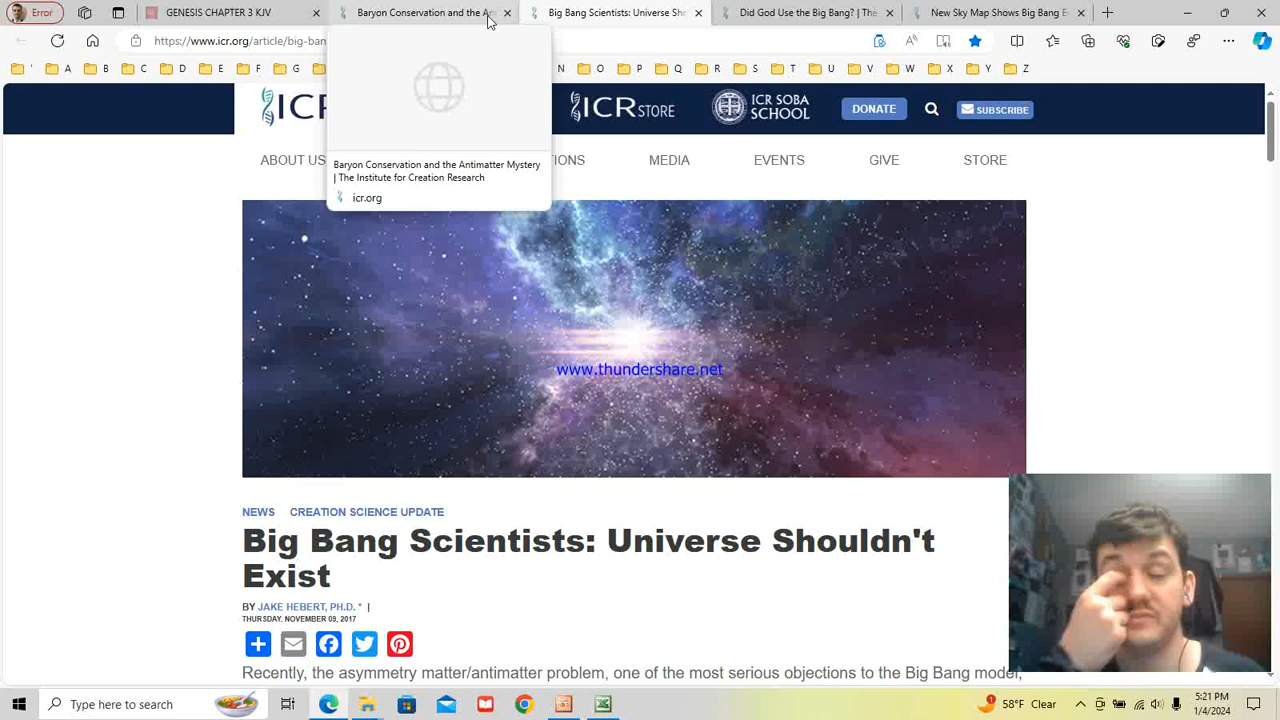 Error
GENESIS CHAPTER 3 KJV
Baryon Conservation and the An
Big Bang Scientists: Universe Sh
Did God Use the Big Bang? | The
New Sky Map Shows Big Bang E
https://www.icr.org/article/big-ban
' A B C D E F G N O P Q R S T U V W X Y Z
ICR
ICR STORE
ICR SOBA
SCHOOL
DONATE
SUBSCRIBE
Baryon Conservation and the Antimatter Mystery
| The Institute for Creation Research
icr.org
ABOUT US
IONS
MEDIA
EVENTS
GIVE
STORE
www.thundershare.net
NEWS CREATION SCIENCE UPDATE
Big Bang Scientists: Universe Shouldn't
Exist
BY JAKE HEBERT, PH.D. * |
THURSDAY, NOVEMBER 09, 2017
Recently, the asymmetry matter/antimatter problem, one of the most serious objections to the Big Bang model,
Type here to search
58°F Clear
5:21 PM
1/4/2024